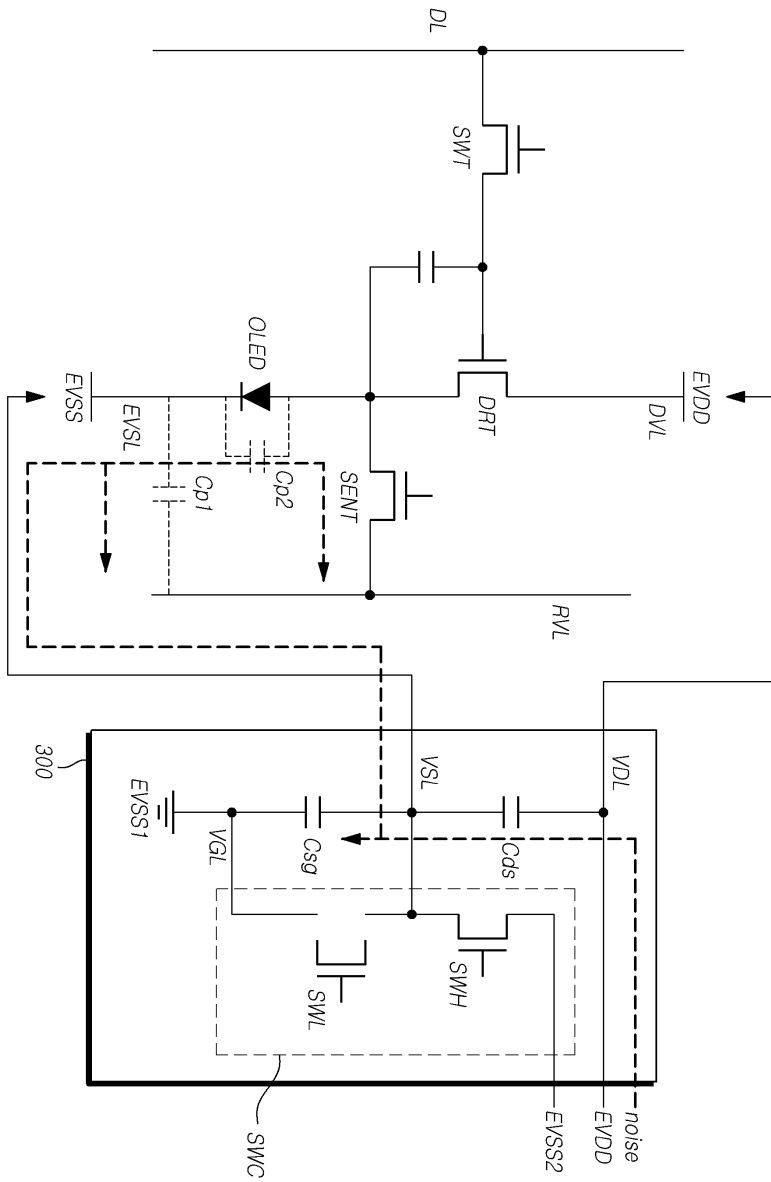 DL
SWT
OLED
EVSS
EVSL
DRT
EVDD
DVL
Cp2
Cp1
SENT
RVL
300
EVSS1
VGL
Csg
VSL
Cds
VDL
SWL
SWH
SWC
EVSS2
EVDD
noise